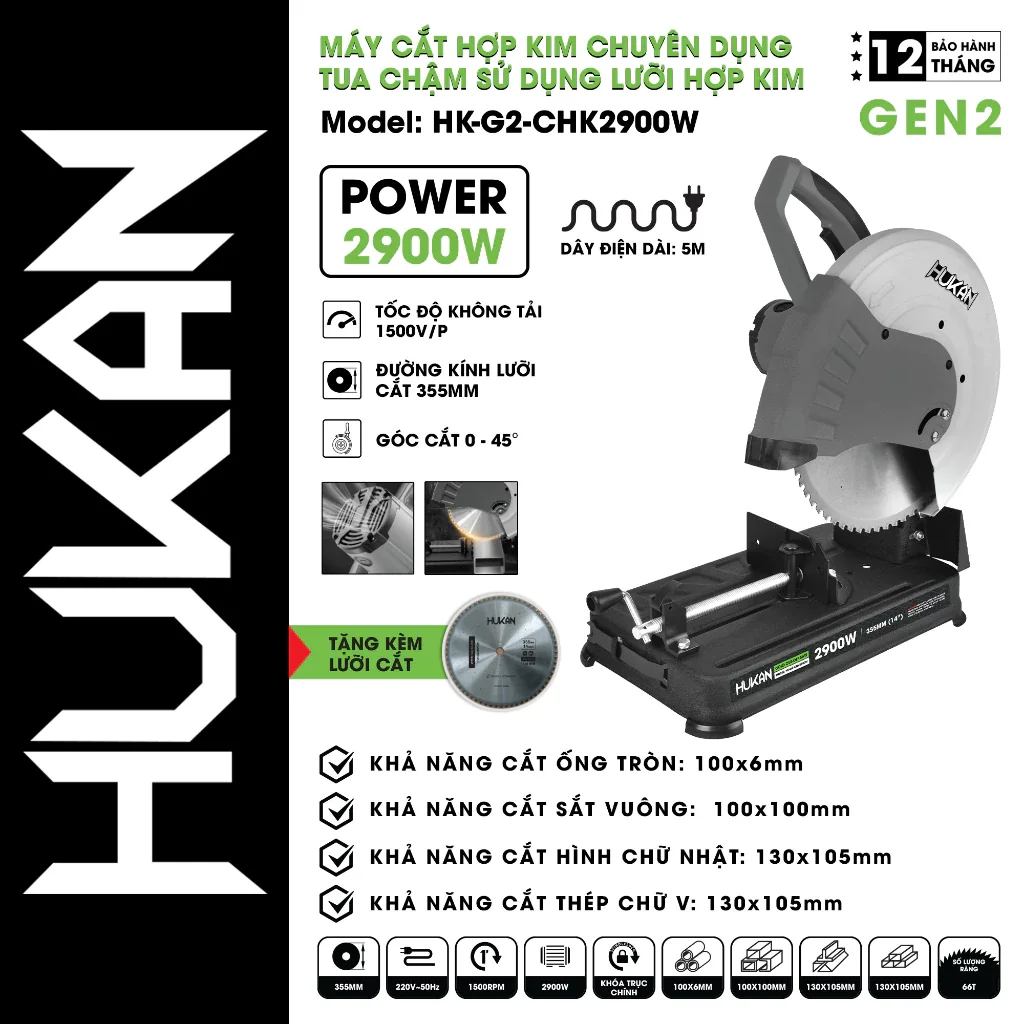 HUKAN
MÁY CẮT HỢP KIM CHUYÊN DỤNG
TUA CHẬM SỬ DỤNG LƯỠI HỢP KIM
Model: HK-G2-CHK2900W
12 BẢO HÀNH
THÁNG
GEN2
POWER
2900W
DÂY ĐIỆN DÀI: 5M
TỐC ĐỘ KHÔNG TẢI
1500V/P
ĐƯỜNG KÍNH LƯỠI
CẮT 355MM
GÓC CẮT 0 - 45°
HUKAN
TẶNG KÈM
LƯỠI CẮT
HUKAN
HUKAN
2900W
355MM (14")
KHẢ NĂNG CẮT ỐNG TRÒN: 100x6mm
KHẢ NĂNG CẮT SẮT VUÔNG: 100x100mm
KHẢ NĂNG CẮT HÌNH CHỮ NHẬT: 130x105mm
KHẢ NĂNG CẮT THÉP CHỮ V: 130x105mm
355MM
220V~50Hz
1500RPM
2900W
KHÓA TRỤC
CHÍNH
100X6MM
100X100MM
130X105MM
130X105MM
SỐ LƯỢNG
RĂNG
66T